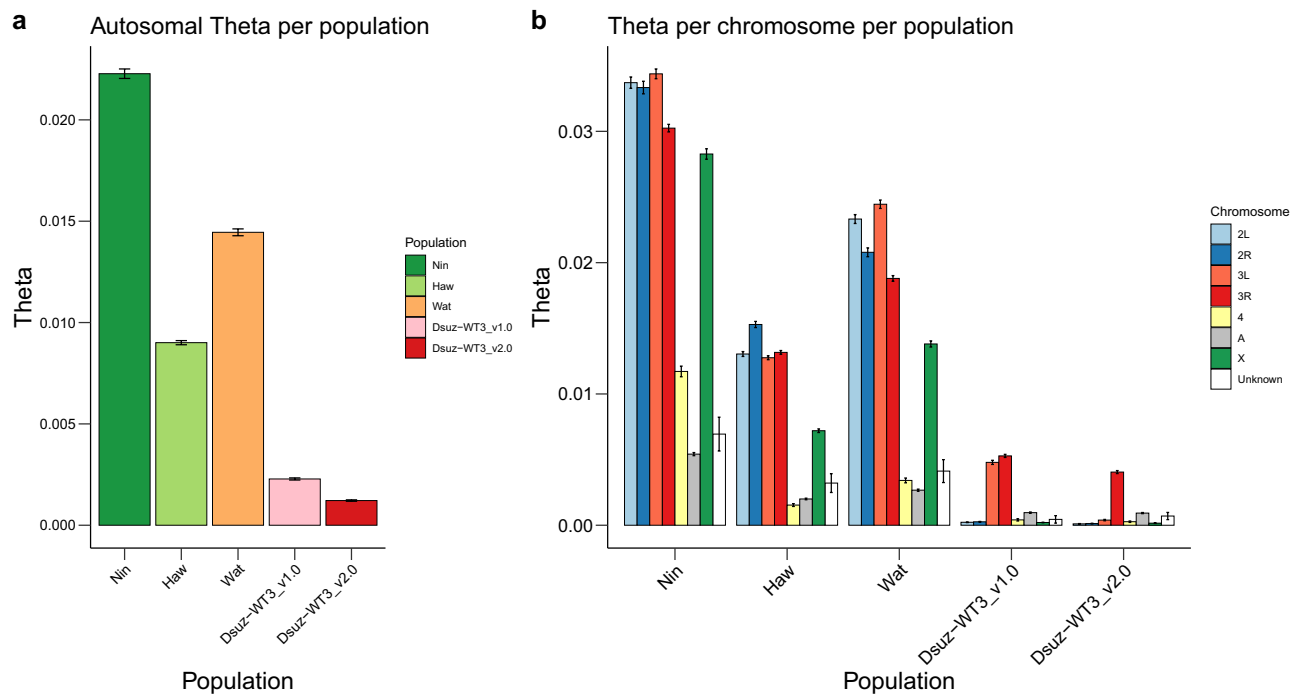 a
Autosomal Theta per population
Theta
0.020
0.015
0.010
0.005
0.000
Nin
Haw
Wat
Dsuz−WT3_v1.0
Dsuz−WT3_v2.0
Population
Population
Nin
Haw
Wat
Dsuz−WT3_v1.0
Dsuz−WT3_v2.0
b
Theta per chromosome per population
Theta
0.03
0.02
0.01
0.00
Nin
Haw
Wat
Dsuz−WT3_v1.0
Dsuz−WT3_v2.0
Population
Chromosome
2L
2R
3L
3R
4
A
X
Unknown